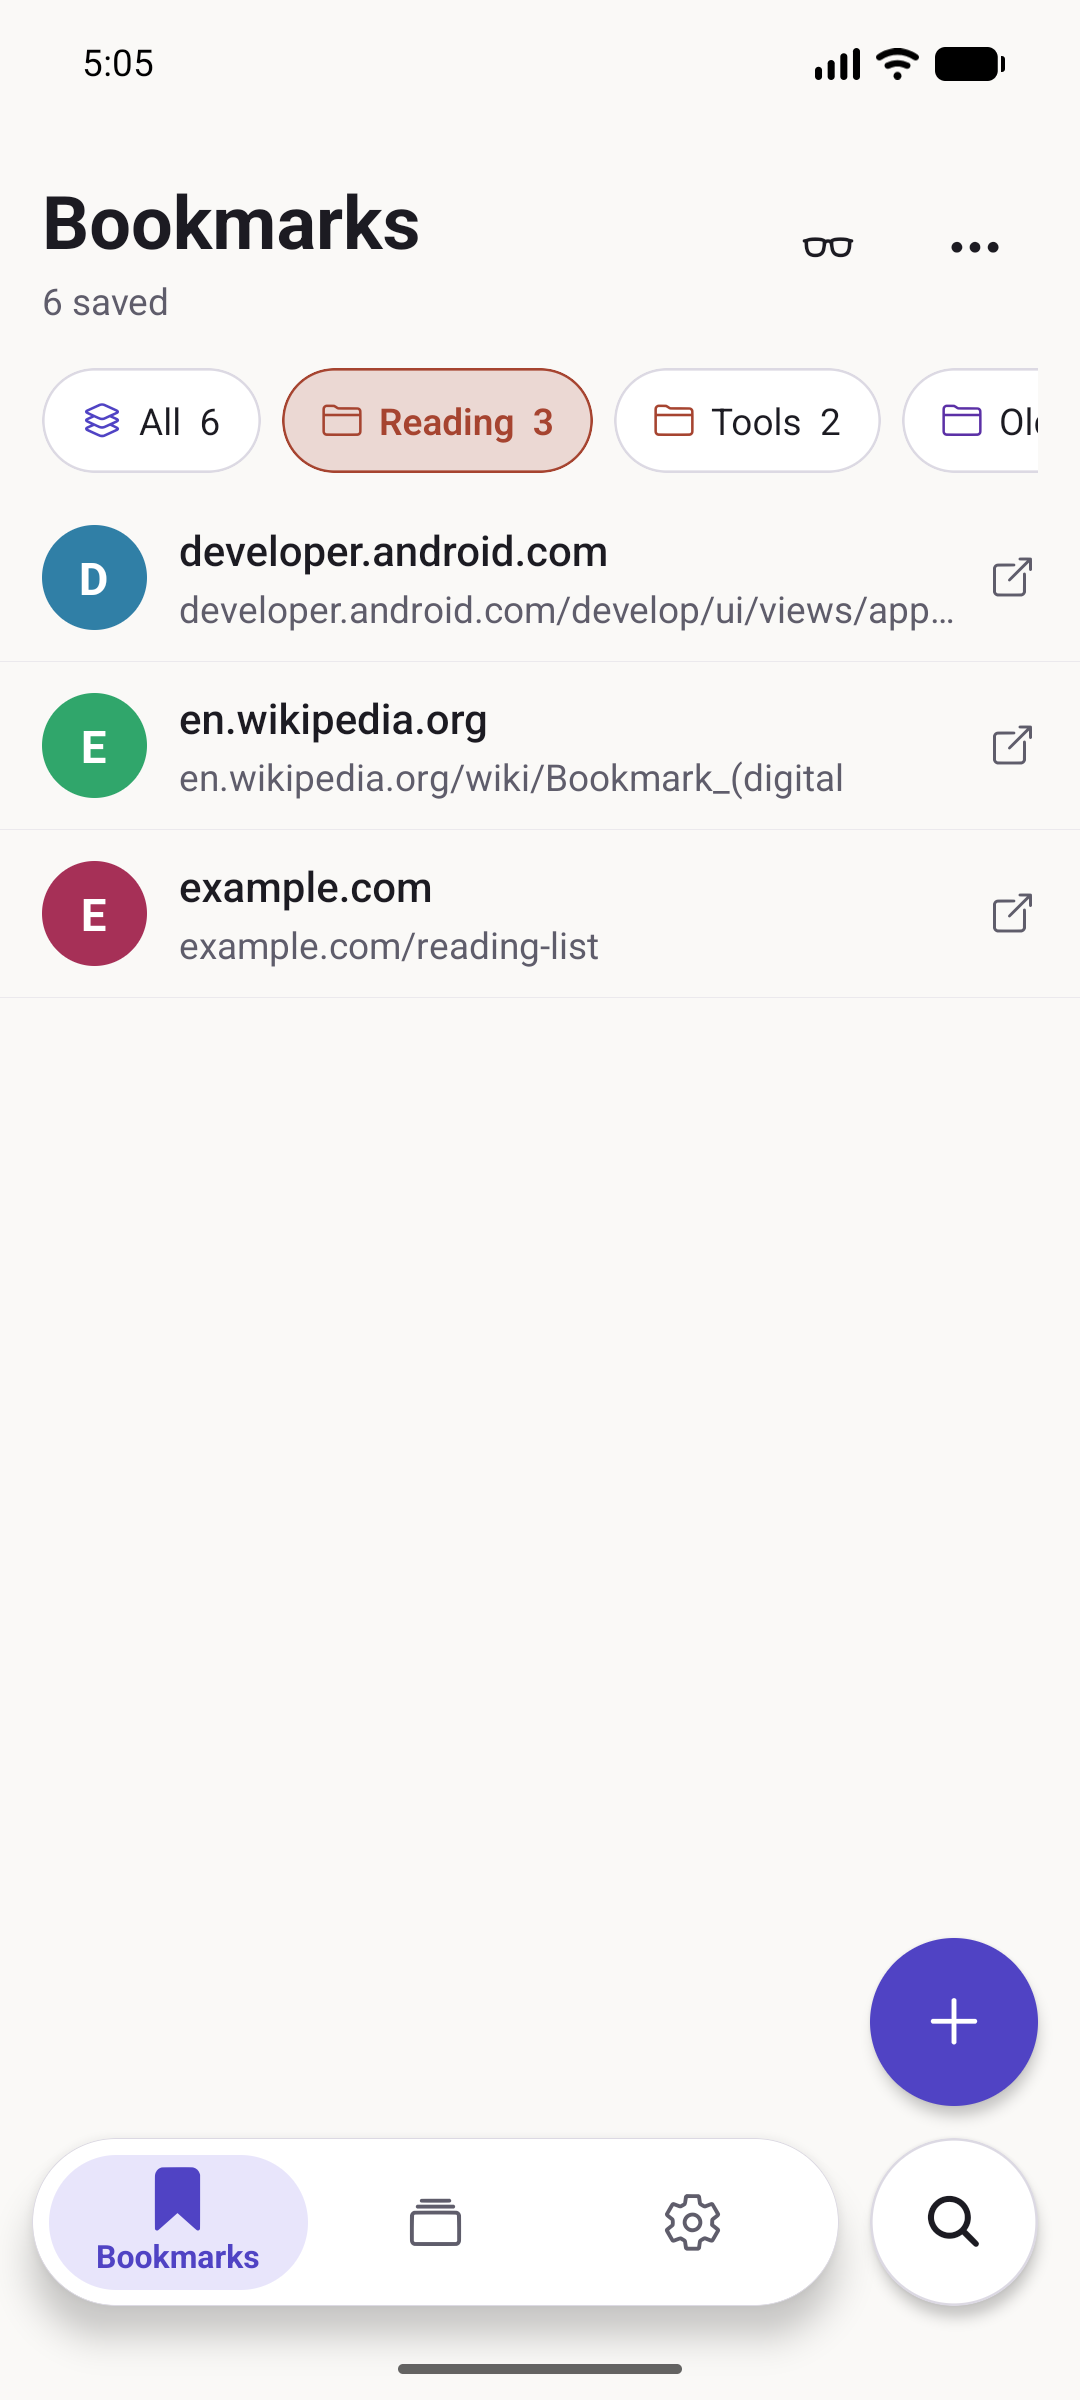 5:05
Bookmarks
6 saved
All 6
Reading 3
Tools 2
D
developer.android.com
developer.android.com/develop/ui/views/app…
E
en.wikipedia.org
en.wikipedia.org/wiki/Bookmark_(digital
E
example.com
example.com/reading-list
Bookmarks